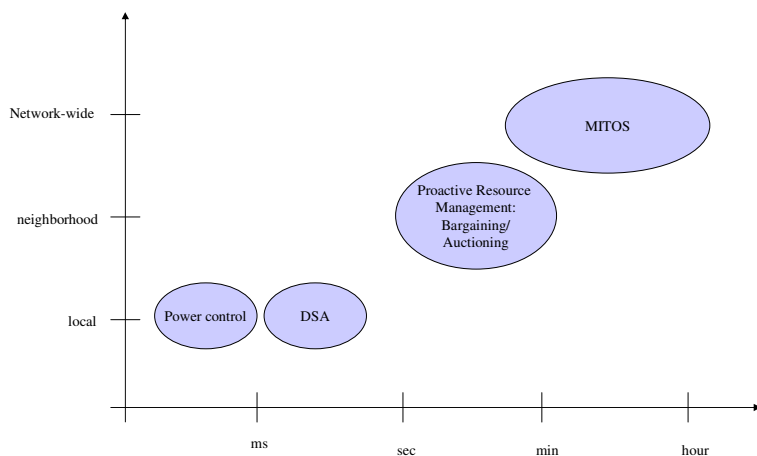 Network-wide
MITOS
Proactive Resource
Management:
Bargaining/
Auctioning
neighborhood
local
Power control
DSA
ms
sec
min
hour